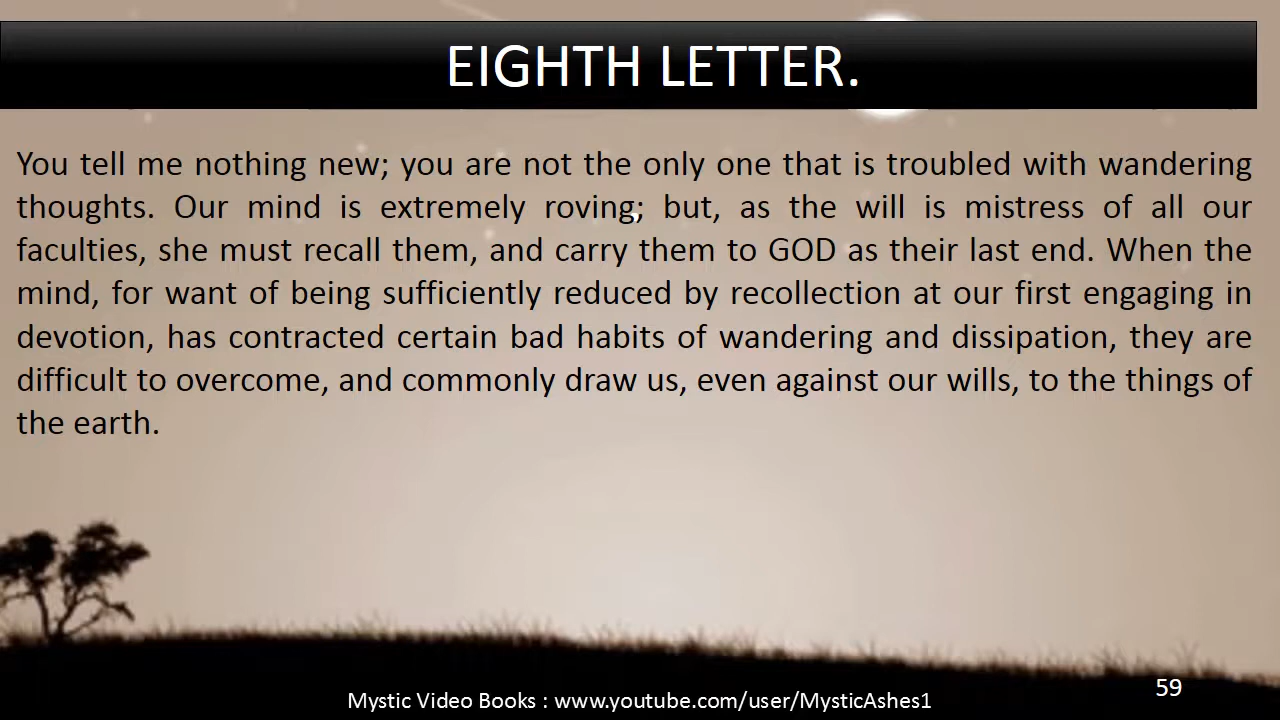 EIGHTH LETTER.
You tell me nothing new; you are not the only one that is troubled with wandering
thoughts. Our mind is extremely roving; but, as the will is mistress of all our
faculties, she must recall them, and carry them to GOD as their last end. When the
mind, for want of being sufficiently reduced by recollection at our first engaging in
devotion, has contracted certain bad habits of wandering and dissipation, they are
difficult to overcome, and commonly draw us, even against our wills, to the things of
the earth.
Mystic Video Books : www.youtube.com/user/MysticAshes1
59